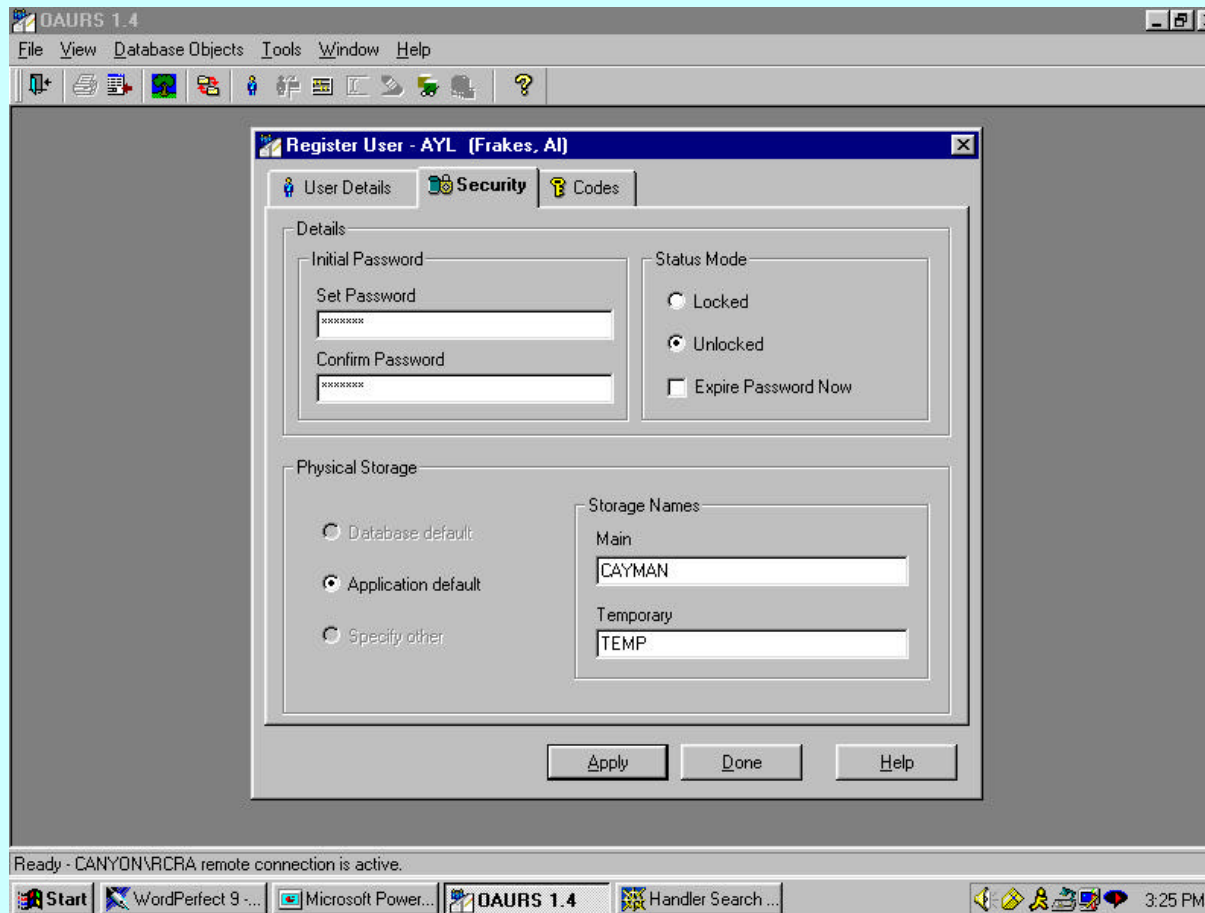 OAURS 1.4
File View Database Objects Tools Window Help
Register User - AYL (Frakes, Al)
User Details Security Codes
Details
Initial Password
Set Password
*******
Confirm Password
*******
Status Mode
Locked
Unlocked
Expire Password Now
Physical Storage
Database default
Application default
Specify other
Storage Names
Main
CAYMAN
Temporary
TEMP
Apply Done Help
Ready - CANYON\RCRA remote connection is active.
Start WordPerfect 9 -... Microsoft Power... OAURS 1.4 Handler Search ... 3:25 PM